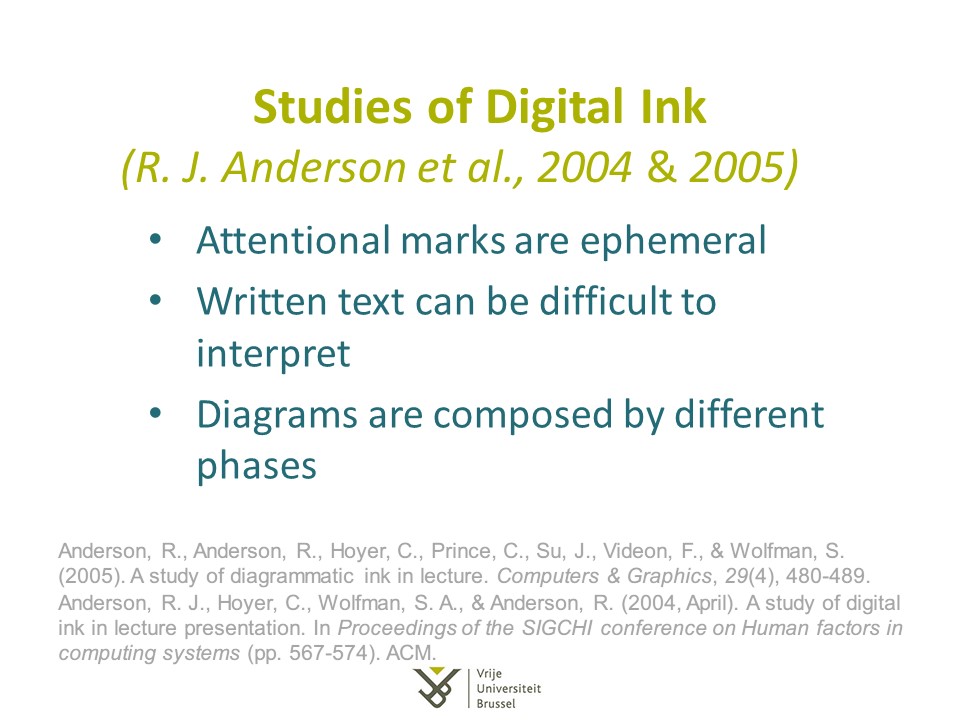 Studies of Digital Ink
(R. J. Anderson et al., 2004 & 2005)
• Attentional marks are ephemeral
• Written text can be difficult to
interpret
• Diagrams are composed by different
phases
Anderson, R., Anderson, R., Hoyer, C., Prince, C., Su, J., Videon, F., & Wolfman, S.
(2005). A study of diagrammatic ink in lecture. Computers & Graphics, 29(4), 480-489.
Anderson, R. J., Hoyer, C., Wolfman, S. A., & Anderson, R. (2004, April). A study of digital
ink in lecture presentation. In Proceedings of the SIGCHI conference on Human factors in
computing systems (pp. 567-574). ACM.
Vrije
Universiteit
Brussel